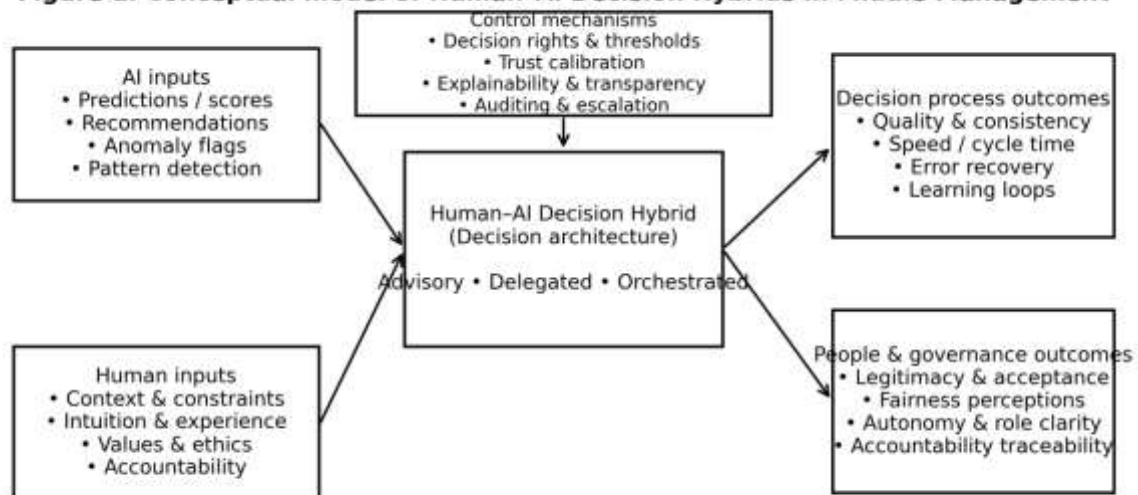 Control mechanisms
• Decision rights & thresholds
• Trust calibration
• Explainability & transparency
• Auditing & escalation
AI inputs
• Predictions / scores
• Recommendations
• Anomaly flags
• Pattern detection
Human inputs
• Context & constraints
• Intuition & experience
• Values & ethics
• Accountability
Human–AI Decision Hybrid
(Decision architecture)
Advisory • Delegated • Orchestrated
Decision process outcomes
• Quality & consistency
• Speed / cycle time
• Error recovery
• Learning loops
People & governance outcomes
• Legitimacy & acceptance
• Fairness perceptions
• Autonomy & role clarity
• Accountability traceability